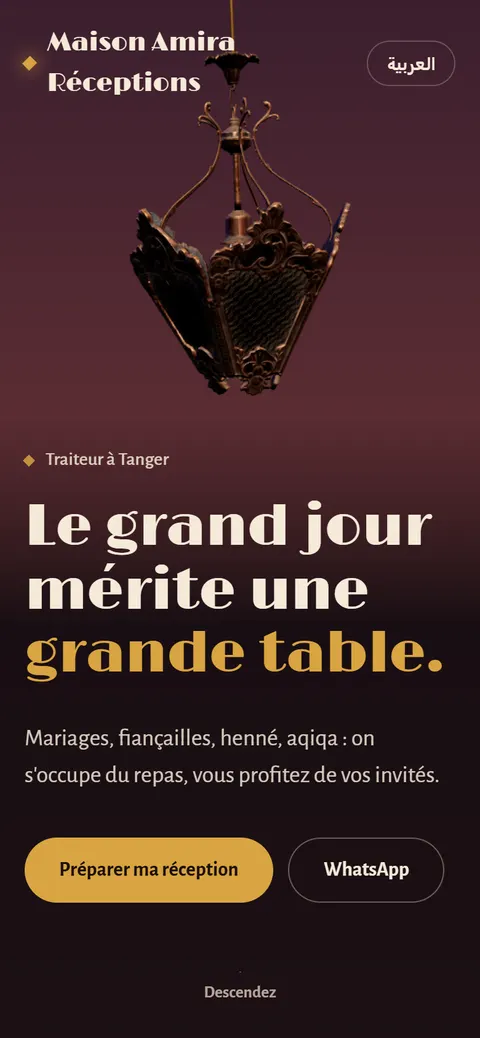 Maison Amira
Réceptions
العربية
Traiteur à Tanger
Le grand jour
mérite une
grande table.
Mariages, fiançailles, henné, aqiqa : on
s'occupe du repas, vous profitez de vos invités.
Préparer ma réception
WhatsApp
Descendez